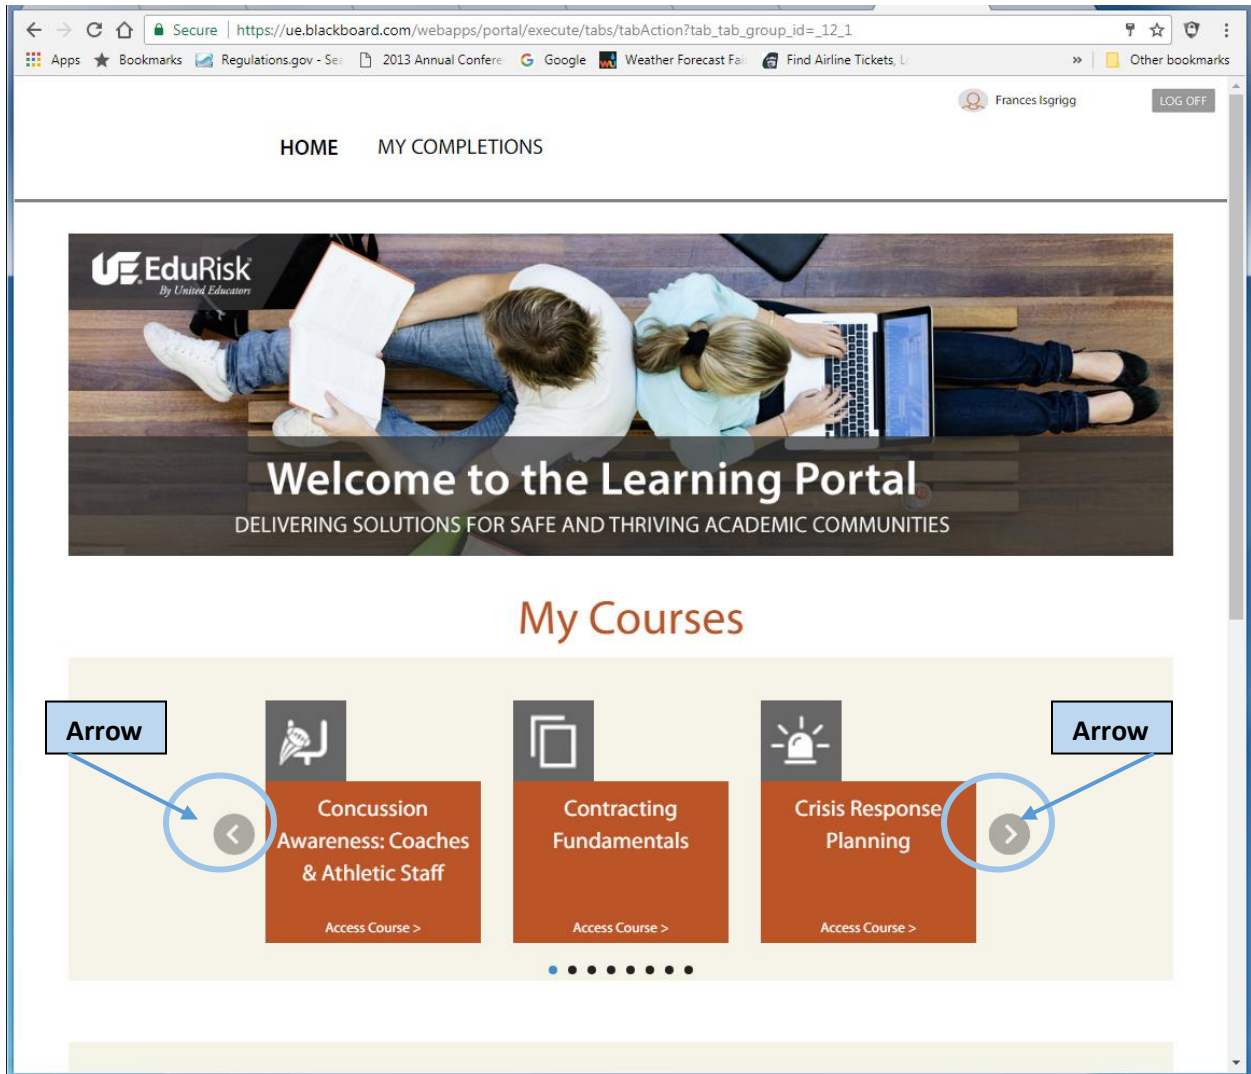 Secure | https://ue.blackboard.com/webapps/portal/execute/tabs/tabAction?tab_tab_group_id=_12_1
Apps Bookmarks Regulations.gov - Sea 2013 Annual Confere Google Weather Forecast Fai Find Airline Tickets, L » Other bookmarks
Frances Isgrigg LOG OFF
HOME MY COMPLETIONS
UE EduRisk
By United Educators
Welcome to the Learning Portal
DELIVERING SOLUTIONS FOR SAFE AND THRIVING ACADEMIC COMMUNITIES
My Courses
Arrow Arrow
Concussion Awareness: Coaches & Athletic Staff
Access Course >
Contracting Fundamentals
Access Course >
Crisis Response Planning
Access Course >